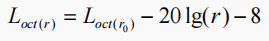 L_{oct(r)} = L_{oct(r_0)} − 20 lg(r) − 8